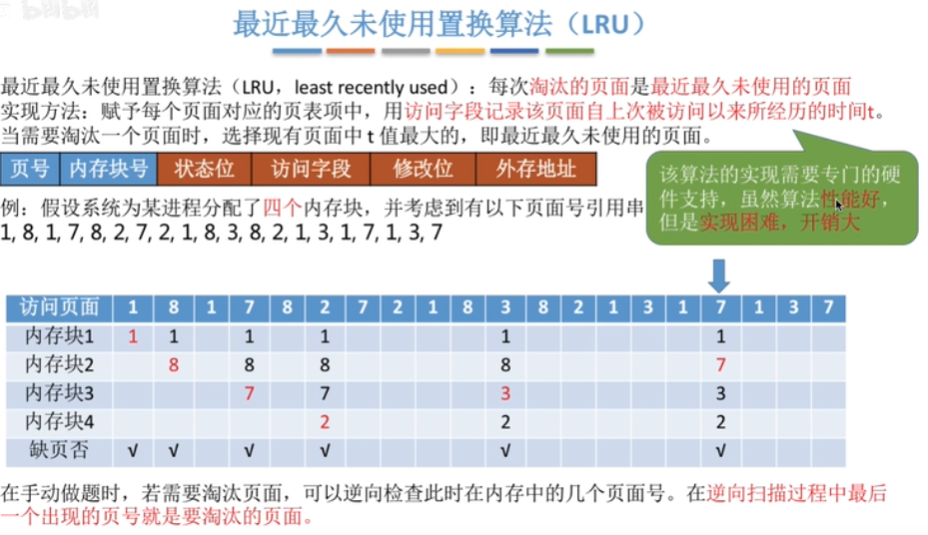 bilibili
最近最久未使用置换算法（LRU）
最近最久未使用置换算法（LRU，least recently used）：每次淘汰的页面是最近最久未使用的页面
实现方法：赋予每个页面对应的页表项中，用访问字段记录该页面自上次被访问以来所经历的时间t。
当需要淘汰一个页面时，选择现有页面中 t 值最大的，即最近最久未使用的页面。
页号 内存块号 状态位 访问字段 修改位 外存地址
该算法的实现需要专门的硬
件支持，虽然算法性能好，
但是实现困难，开销大
例：假设系统为某进程分配了四个内存块，并考虑到有以下页面号引用串
1, 8, 1, 7, 8, 2, 7, 2, 1, 8, 3, 8, 2, 1, 3, 1, 7, 1, 3, 7
访问页面 1 8 1 7 8 2 7 2 1 8 3 8 2 1 3 1 7 1 3 7
内存块1 1 1 1 1 1 1
内存块2 8 8 8 8 7
内存块3 7 7 3 3
内存块4 2 2 2
缺页否 √ √ √ √ √ √
在手动做题时，若需要淘汰页面，可以逆向检查此时在内存中的几个页面号。在逆向扫描过程中最后
一个出现的页号就是要淘汰的页面。